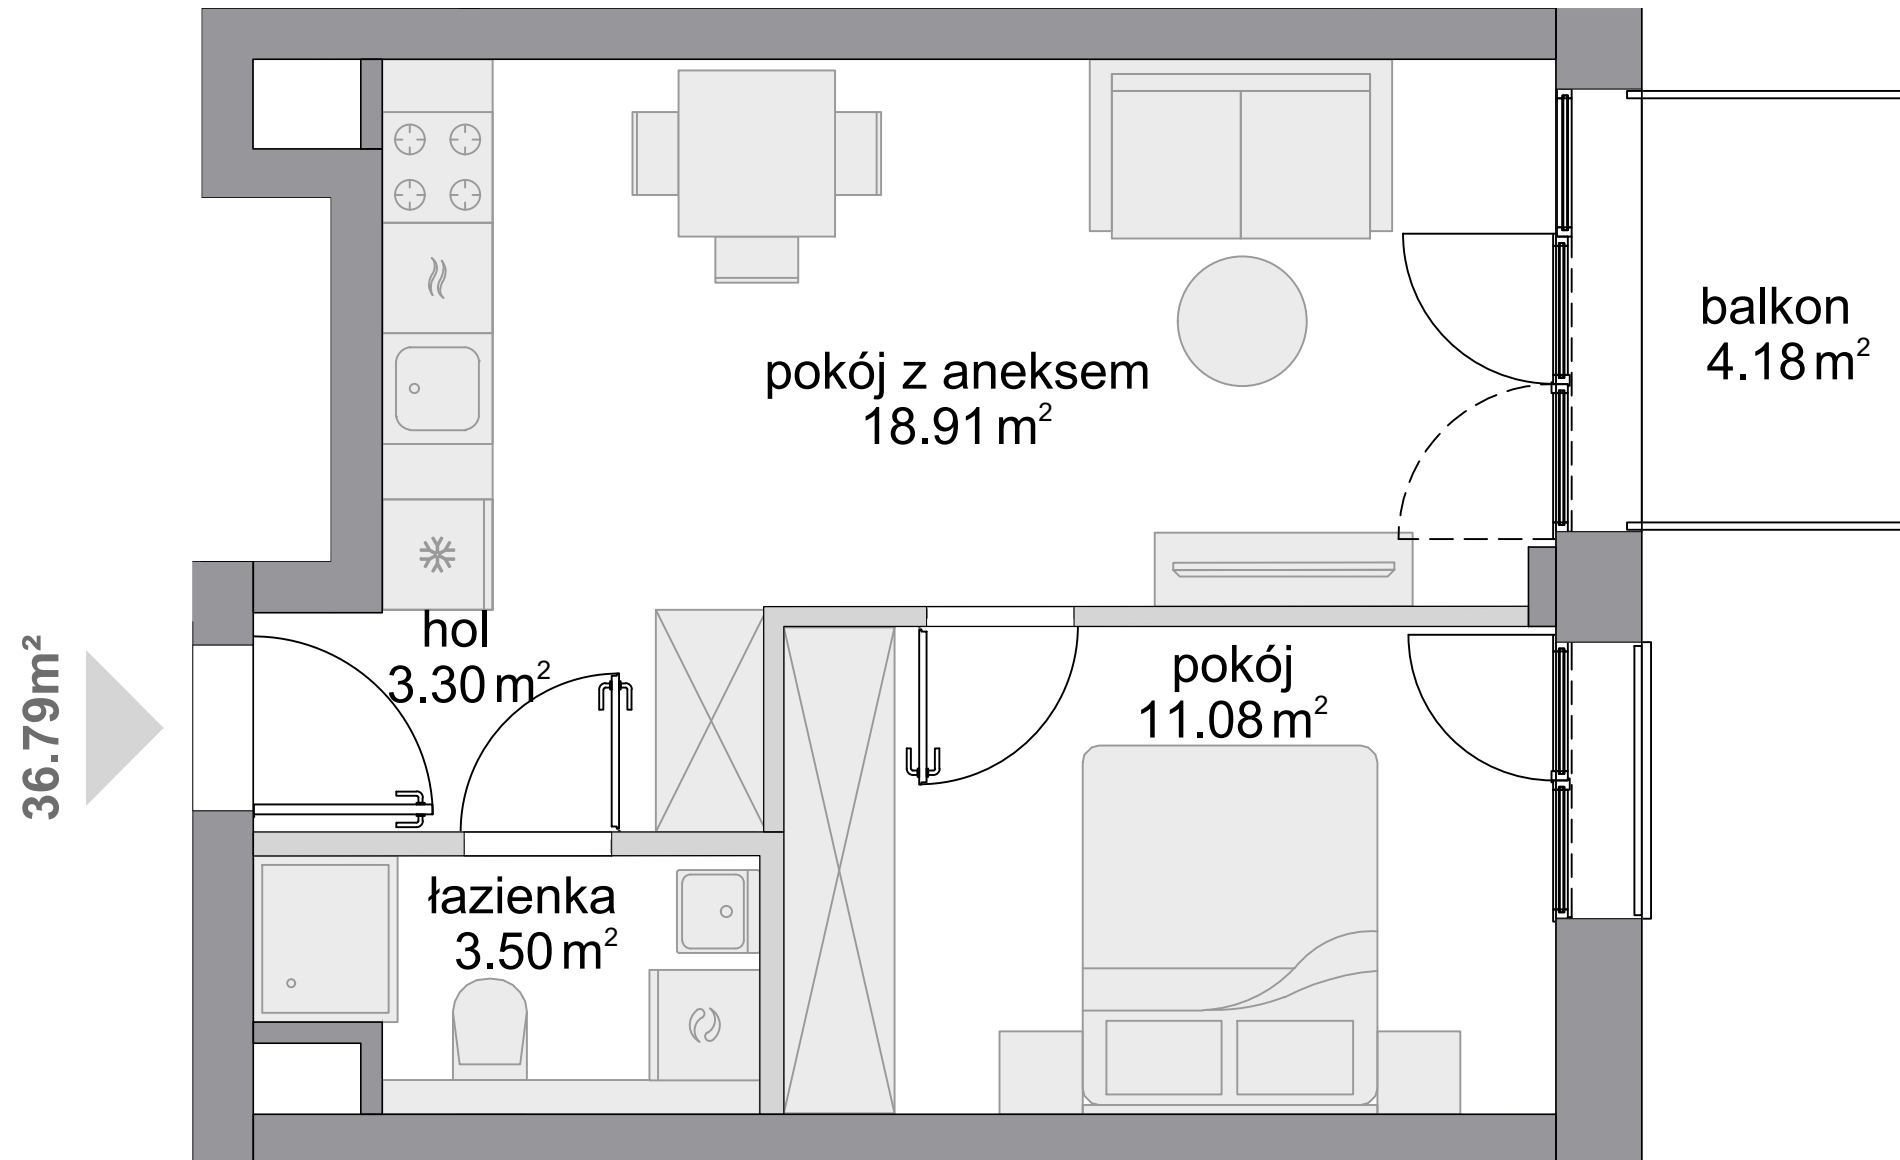 balkon
4.18 m²
pokój z aneksem
18.91 m²
hol
3.30 m²
pokój
11.08 m²
36.79m²
łazienka
3.50 m²